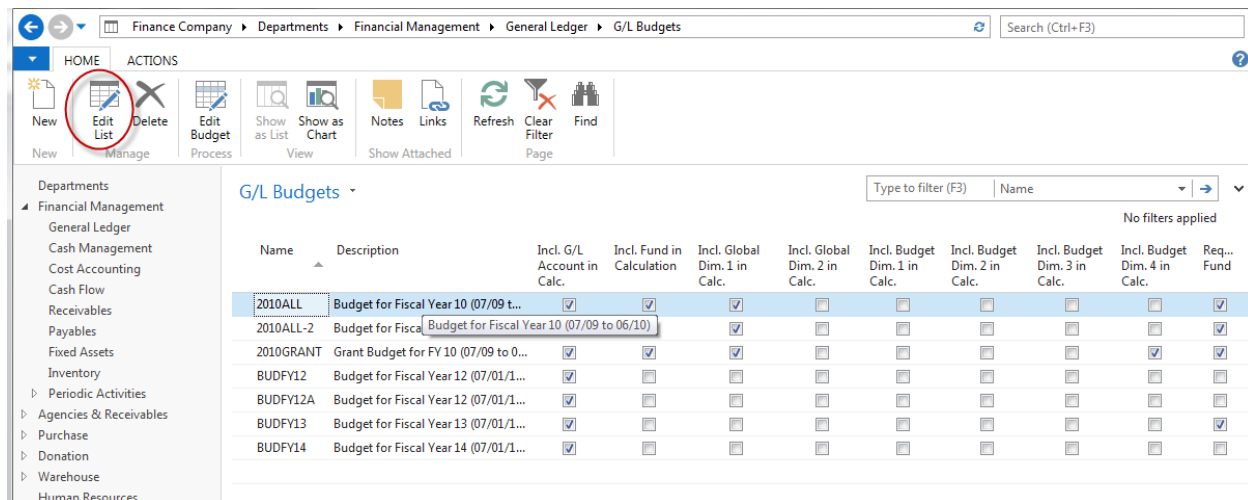 Finance Company ▸ Departments ▸ Financial Management ▸ General Ledger ▸ G/L Budgets
Search (Ctrl+F3)
HOME ACTIONS
New
Edit List
Delete
Edit Budget
Show as List
Show as Chart
Notes
Links
Refresh
Clear Filter
Find
New Manage Process View Show Attached Page
Departments
Financial Management
General Ledger
Cash Management
Cost Accounting
Cash Flow
Receivables
Payables
Fixed Assets
Inventory
Periodic Activities
Agencies & Receivables
Purchase
Donation
Warehouse
Human Resources
G/L Budgets
Type to filter (F3) Name
No filters applied
Name Description Incl. G/L Account in Calc. Incl. Fund in Calculation Incl. Global Dim. 1 in Calc. Incl. Global Dim. 2 in Calc. Incl. Budget Dim. 1 in Calc. Incl. Budget Dim. 2 in Calc. Incl. Budget Dim. 3 in Calc. Incl. Budget Dim. 4 in Calc. Req... Fund
2010ALL Budget for Fiscal Year 10 (07/09 t...
2010ALL-2 Budget for Fisca
Budget for Fiscal Year 10 (07/09 to 06/10)
2010GRANT Grant Budget for FY 10 (07/09 to 0...
BUDFY12 Budget for Fiscal Year 12 (07/01/1...
BUDFY12A Budget for Fiscal Year 12 (07/01/1...
BUDFY13 Budget for Fiscal Year 13 (07/01/1...
BUDFY14 Budget for Fiscal Year 14 (07/01/1...